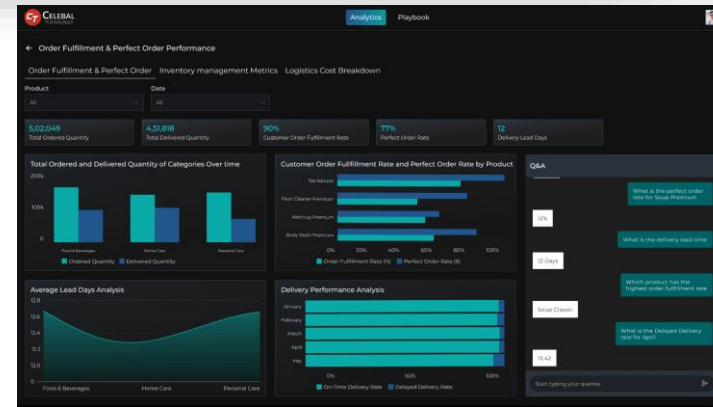 CELEBAL
TECHNOLOGIES
Analytics
Playbook
← Order Fulfillment & Perfect Order Performance
Order Fulfillment & Perfect Order
Inventory management Metrics
Logistics Cost Breakdown
Product
Date
All
All
5,02,049
Total Ordered Quantity
4,51,818
Total Delivered Quantity
90%
Customer Order Fulfillment Rate
77%
Perfect Order Rate
12
Delivery Lead Days
Total Ordered and Delivered Quantity of Categories Over time
200k
100k
0
Food & Beverages
Home Care
Personal Care
Ordered Quantity
Delivered Quantity
Customer Order Fullfillment Rate and Perfect Order Rate by Product
Floor Cleaner Premium
Ketchup Premium
Body Wash Premium
0%
20%
40%
60%
80%
100%
Order Fulfillment Rate (%)
Perfect Order Rate (%)
Average Lead Days Analysis
12.8
12.6
12.4
12.2
12.0
0
Food & Beverages
Home Care
Personal Care
Delivery Performance Analysis
January
February
March
April
May
0%
50%
100%
On-Time Delivery Rate
Delayed Delivery Rate
Q&A
What is the perfect order
rate for Soup Premium
12%
What is the delivery lead time
12 Days
Which product has the
highest order fulfillment rate
Soup Classic
What is the Delayed Delivery
rate for April
13.42
Start typing your queries